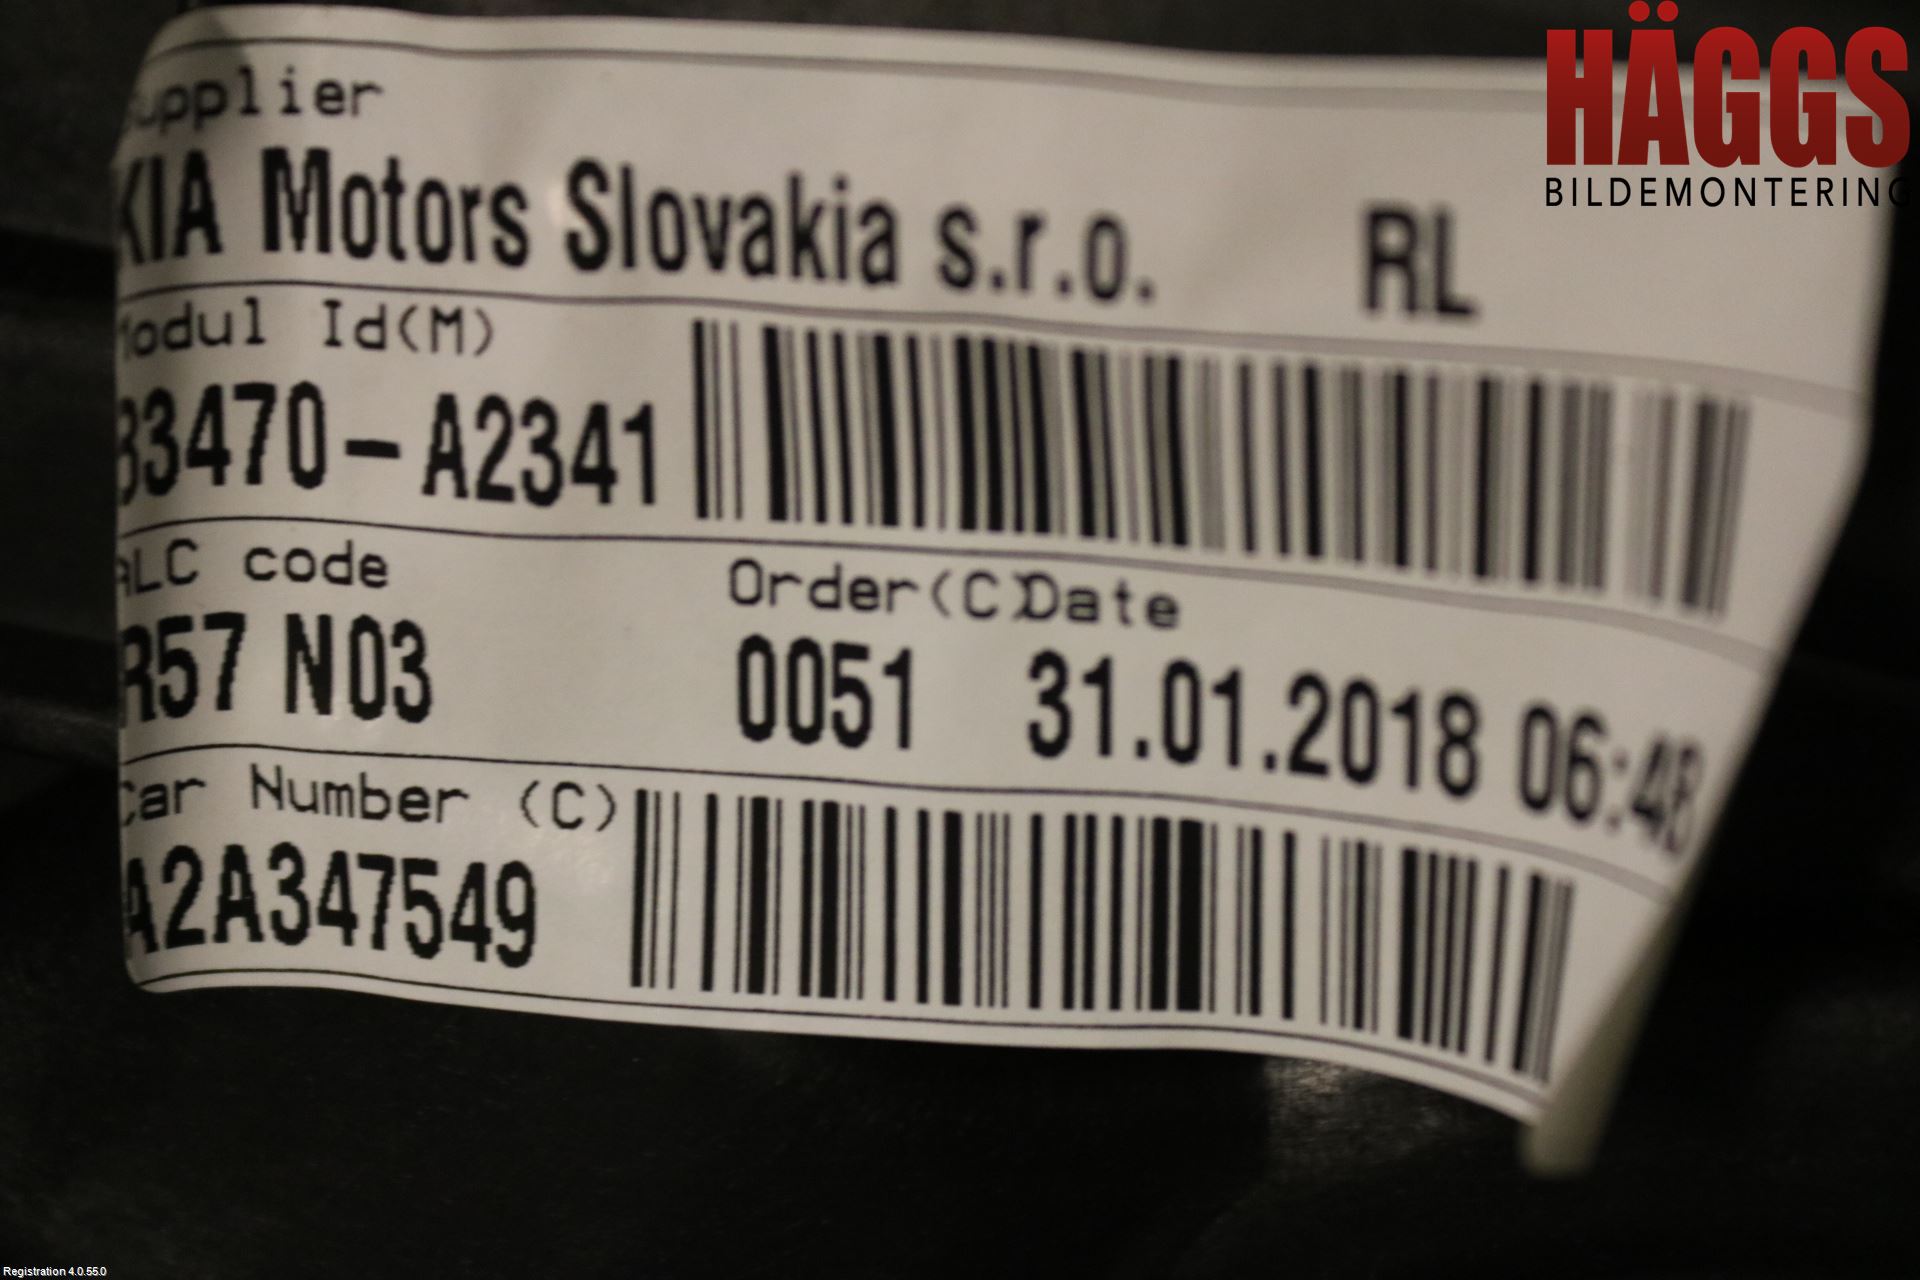 HÄGGS
BILDEMONTERING
Supplier
KIA Motors Slovakia s.r.o. RL
Modul Id(M)
83470-A2341
ALC code Order(C)Date
R57 N03 0051 31.01.2018 06:48
Car Number (C)
A2A347549
Registration 4.0.55.0